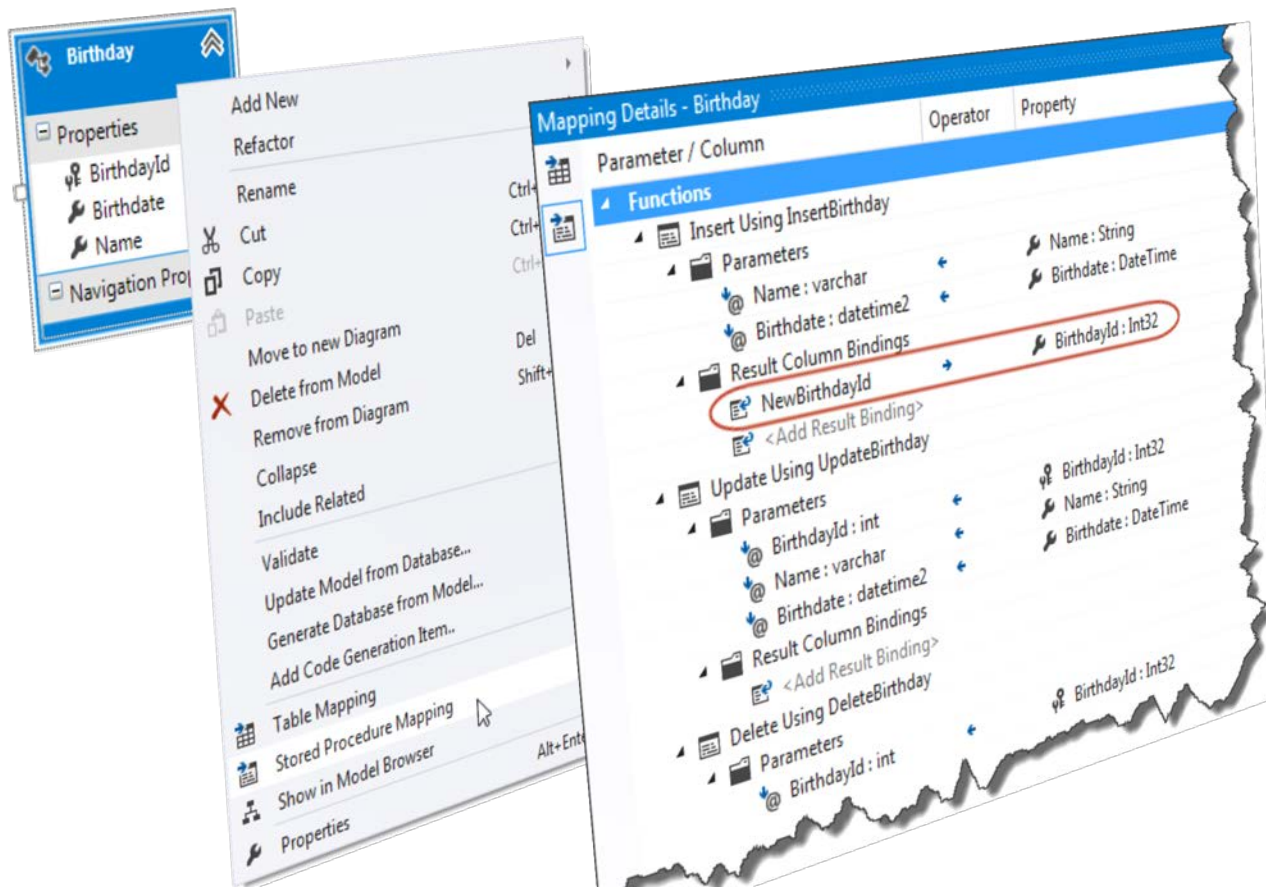 Birthday
Properties
BirthdayId
Birthdate
Name
Navigation Prop
Add New
Refactor
Rename
Cut Ctrl+
Copy Ctrl+
Paste Ctrl+
Move to new Diagram
Delete from Model Del
Remove from Diagram Shift+
Collapse
Include Related
Validate
Update Model from Database...
Generate Database from Model...
Add Code Generation Item..
Table Mapping
Stored Procedure Mapping
Show in Model Browser
Properties Alt+Ente
Mapping Details - Birthday
Parameter / Column Operator Property
Functions
Insert Using InsertBirthday
Parameters
@ Name : varchar ← Name : String
@ Birthdate : datetime2 ← Birthdate : DateTime
Result Column Bindings
NewBirthdayId → BirthdayId : Int32
<Add Result Binding>
Update Using UpdateBirthday
Parameters
@ BirthdayId : int ← BirthdayId : Int32
@ Name : varchar ← Name : String
@ Birthdate : datetime2 ← Birthdate : DateTime
Result Column Bindings
<Add Result Binding>
Delete Using DeleteBirthday
Parameters
@ BirthdayId : int ← BirthdayId : Int32